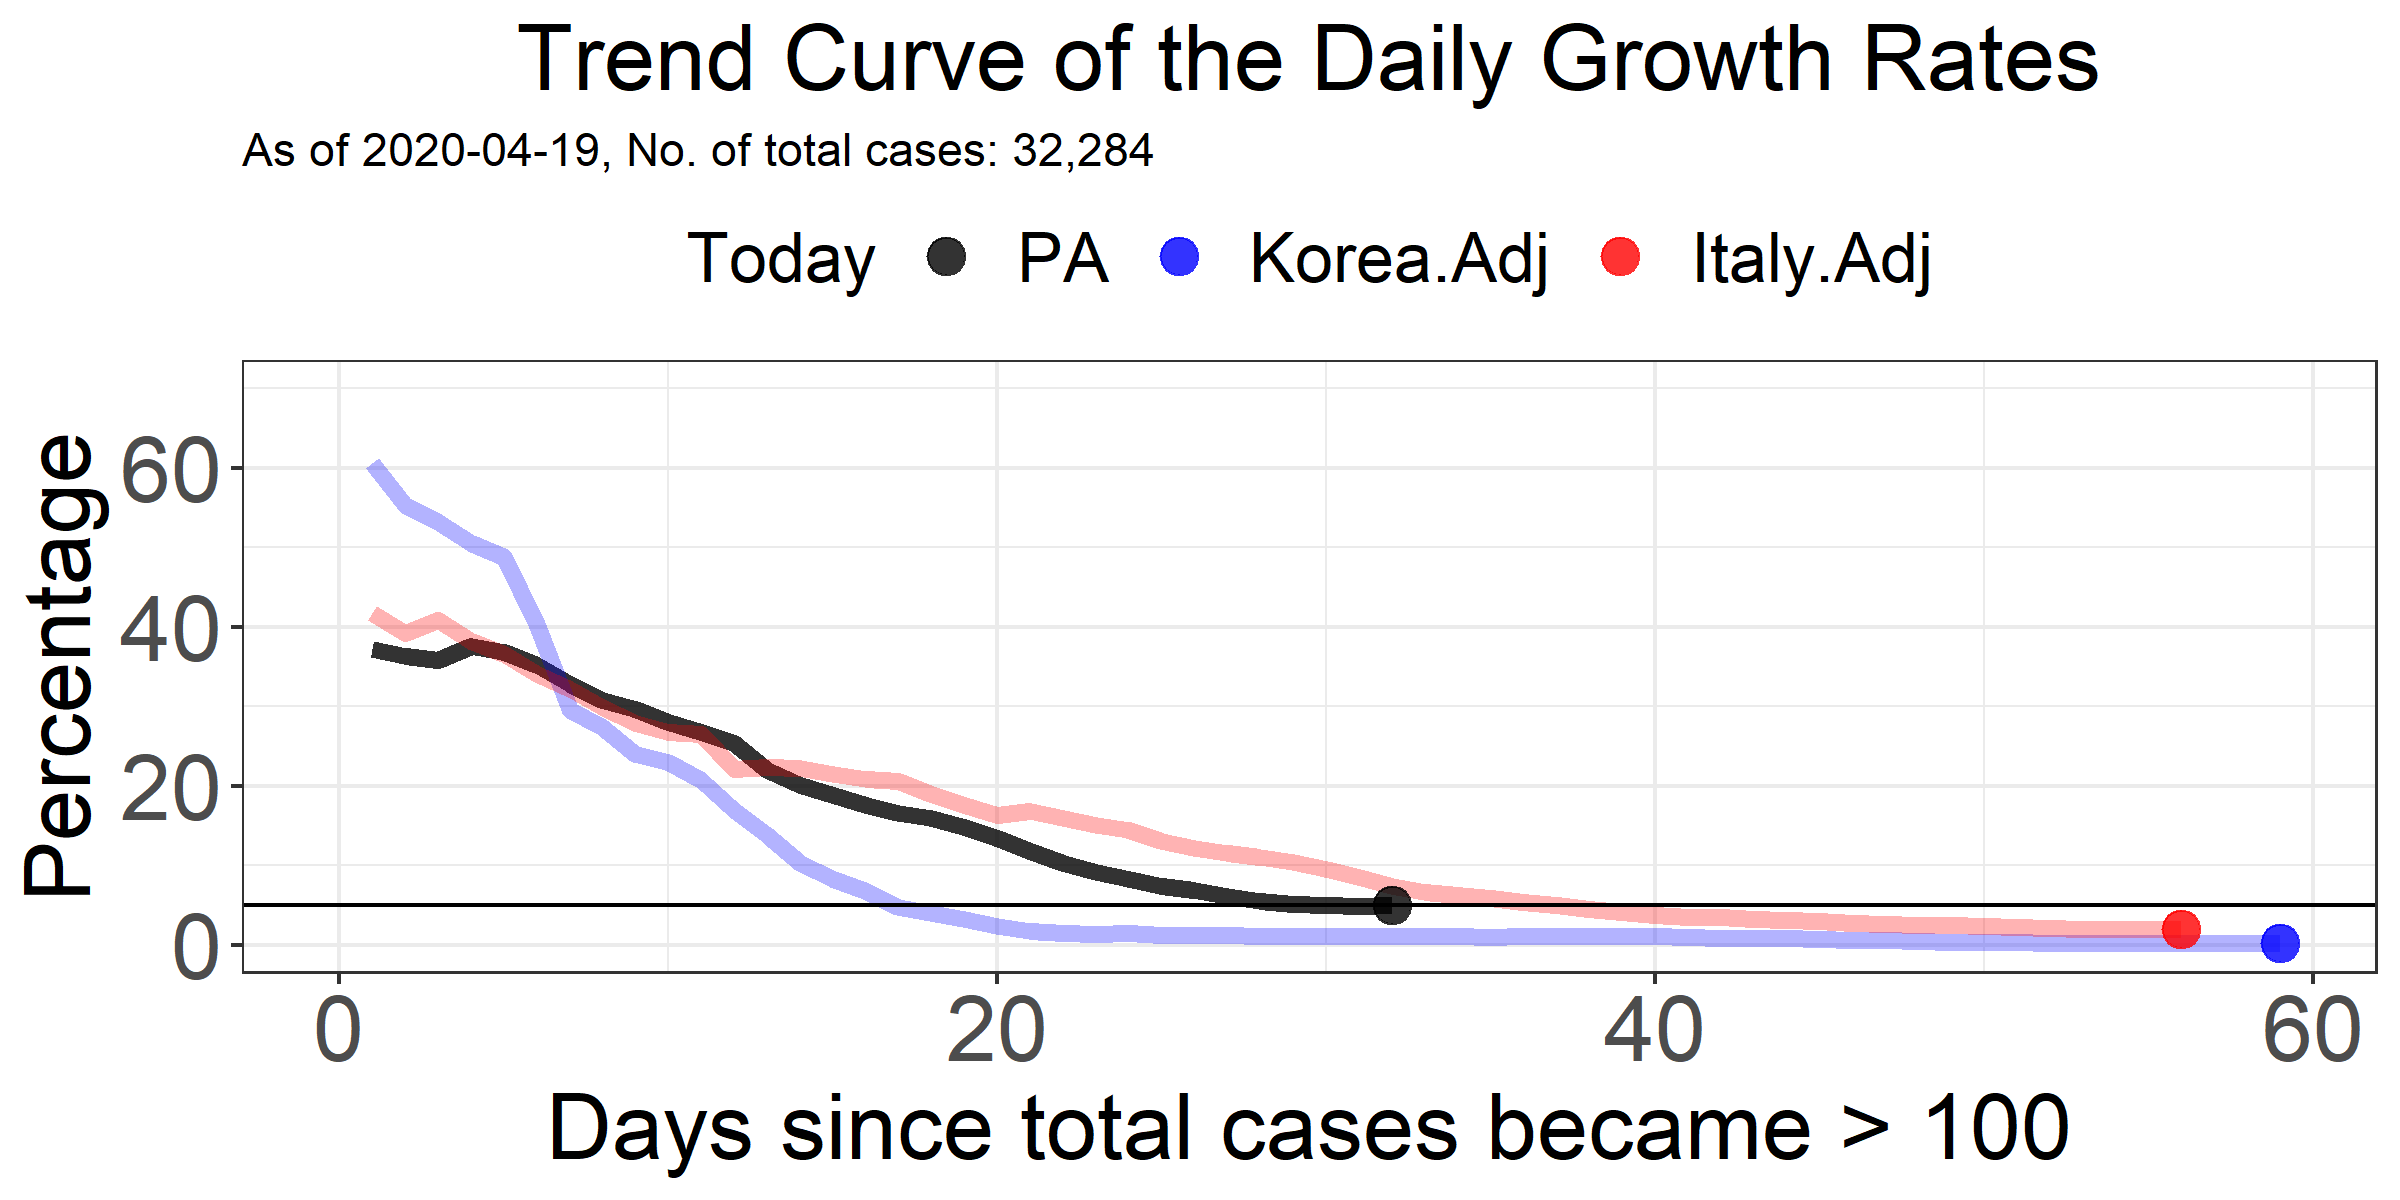 Trend Curve of the Daily Growth Rates
As of 2020-04-19, No. of total cases: 32,284
Today PA Korea.Adj Italy.Adj
Percentage
60
40
20
0
0 20 40 60
Days since total cases became > 100